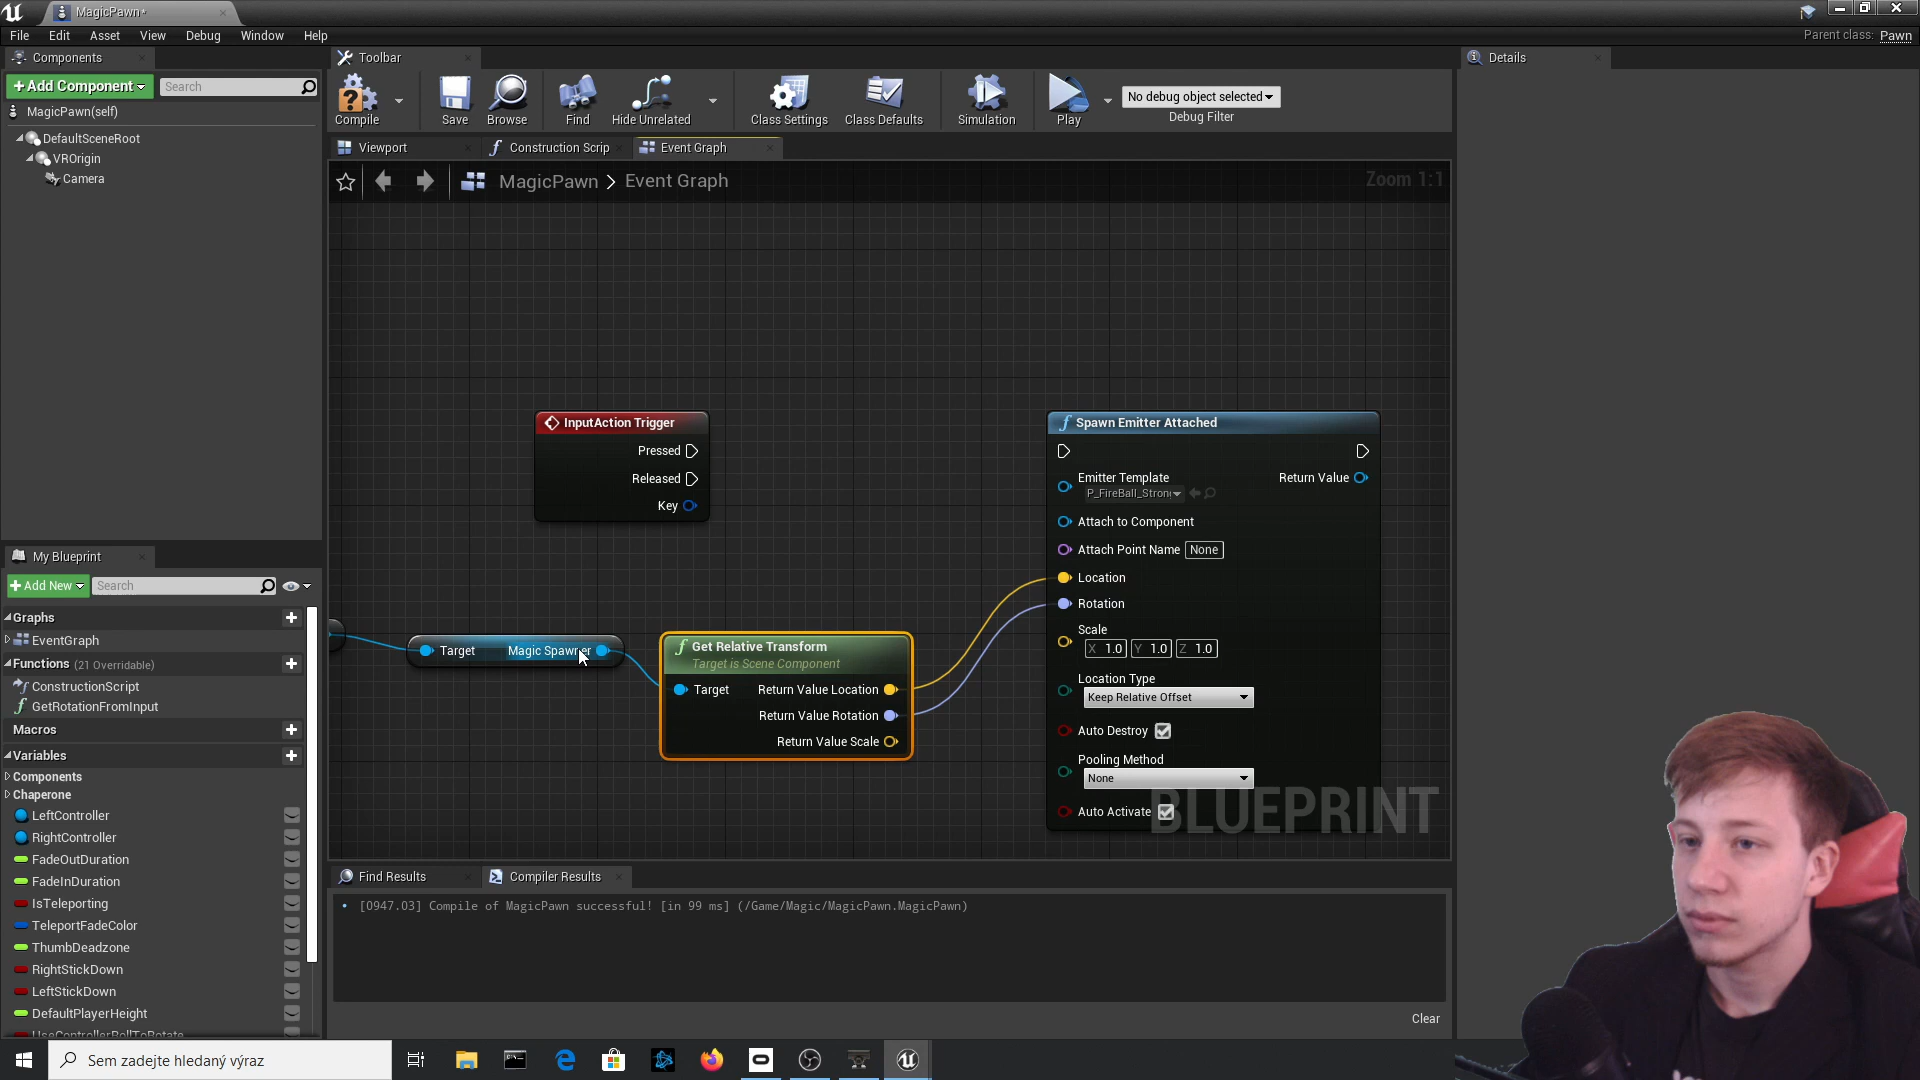 MagicPawn*
File Edit Asset View Debug Window Help
Parent class: Pawn
Components
+Add Component
Search
MagicPawn(self)
DefaultSceneRoot
VROrigin
Camera
Toolbar
Compile
Save
Browse
Find
Hide Unrelated
Class Settings
Class Defaults
Simulation
Play
No debug object selected
Debug Filter
Viewport
Construction Scrip
Event Graph
MagicPawn > Event Graph
Zoom 1:1
InputAction Trigger
Pressed
Released
Key
Target
Magic Spawner
Get Relative Transform
Target is Scene Component
Target
Return Value Location
Return Value Rotation
Return Value Scale
Spawn Emitter Attached
Emitter Template
P_FireBall_Stron
Return Value
Attach to Component
Attach Point Name None
Location
Rotation
Scale
X 1.0 Y 1.0 Z 1.0
Location Type
Keep Relative Offset
Auto Destroy
Pooling Method
None
Auto Activate
BLUEPRINT
Details
My Blueprint
+Add New
Search
Graphs
EventGraph
Functions (21 Overridable)
ConstructionScript
GetRotationFromInput
Macros
Variables
Components
Chaperone
LeftController
RightController
FadeOutDuration
FadeInDuration
IsTeleporting
TeleportFadeColor
ThumbDeadzone
RightStickDown
LeftStickDown
DefaultPlayerHeight
UseControllerRollToRotate
Find Results
Compiler Results
[0947.03] Compile of MagicPawn successful! [in 99 ms] (/Game/Magic/MagicPawn.MagicPawn)
Clear
Sem zadejte hledaný výraz